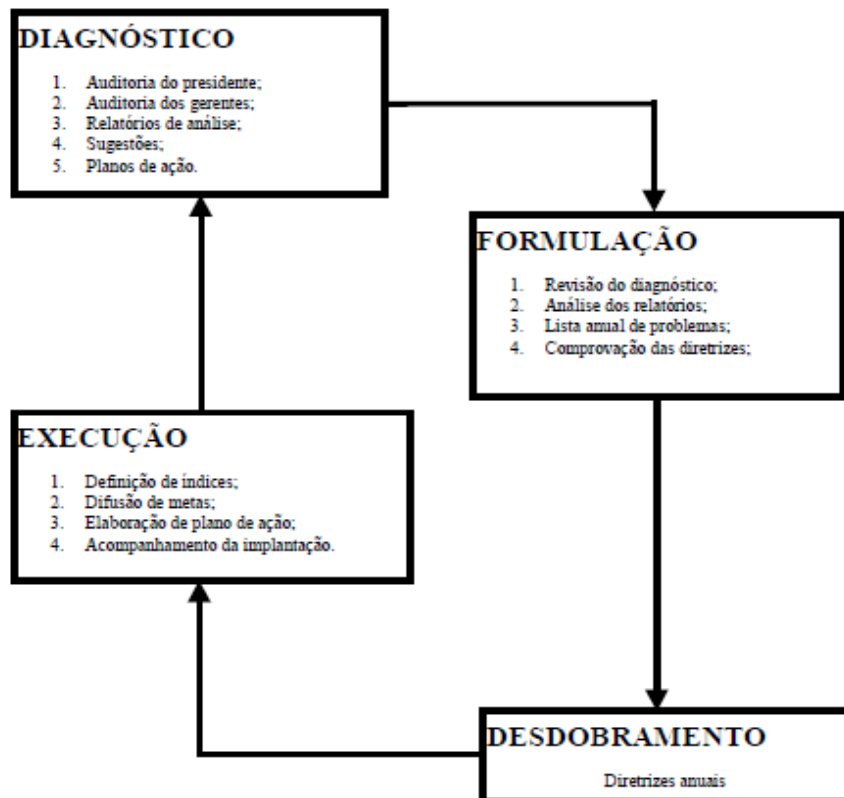 DIAGNÓSTICO
1. Auditoria do presidente;
2. Auditoria dos gerentes;
3. Relatórios de análise;
4. Sugestões;
5. Planos de ação.
FORMULAÇÃO
1. Revisão do diagnóstico;
2. Análise dos relatórios;
3. Lista anual de problemas;
4. Comprovação das diretrizes;
EXECUÇÃO
1. Definição de índices;
2. Difusão de metas;
3. Elaboração de plano de ação;
4. Acompanhamento da implantação.
DESDOBRAMENTO
Diretrizes anuais